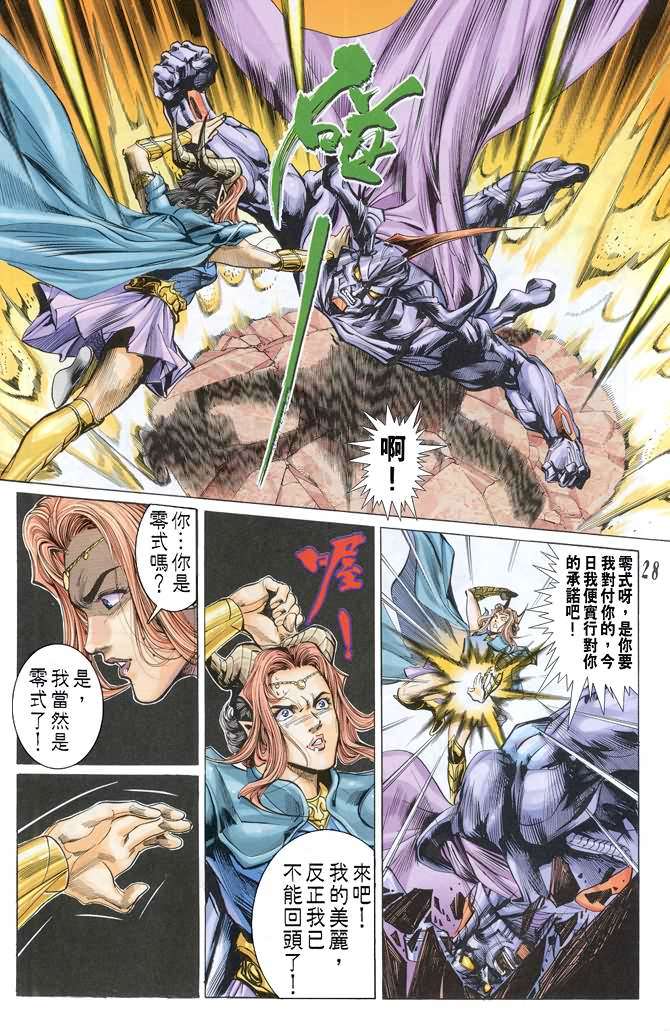 碰
—
啊！
28
零式呀，是你要
我對付你的，今
日我便實行對你
的承諾吧！
喔！
來吧！
我的美麗，
反正我已
不能回頭了！
你…你是
零式嗎？
是，
我當然是
零式了！